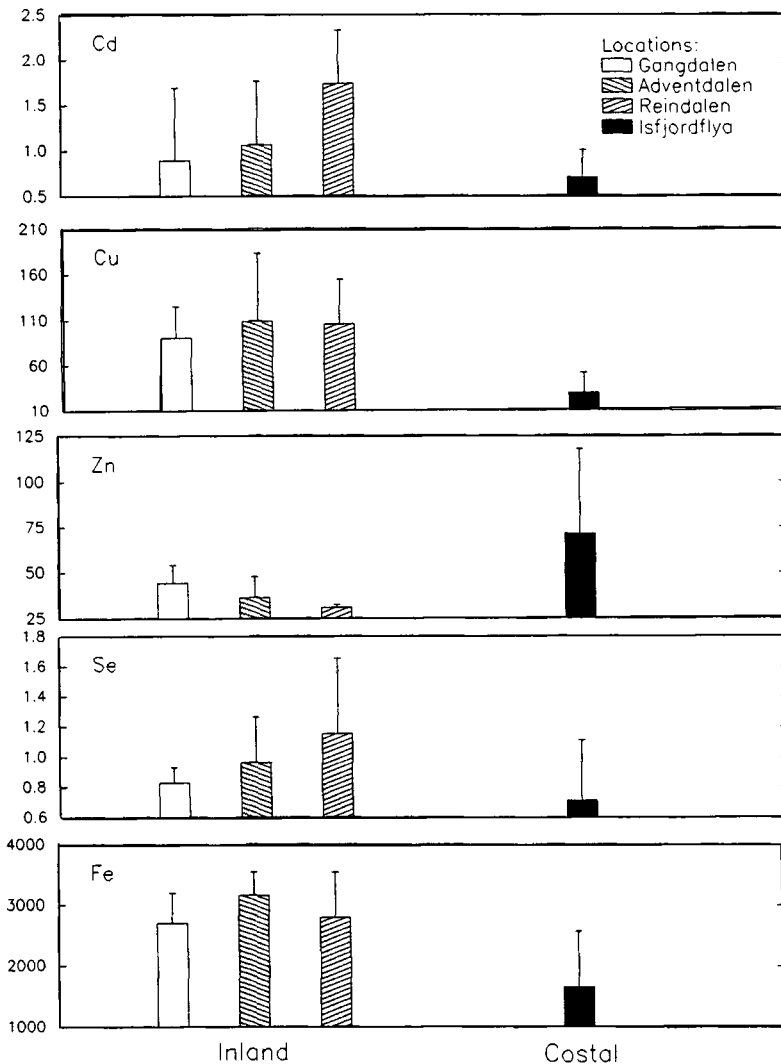 2.5
Cd
2.0
1.5
1.0
0.5
Locations:
Gangdalen
Adventdalen
Reindalen
Isfjordflya
210
Cu
160
110
60
10
125
Zn
100
75
50
25
1.8
Se
1.6
1.4
1.2
1.0
0.8
0.6
4000
Fe
3000
2000
1000
Inland
Costal